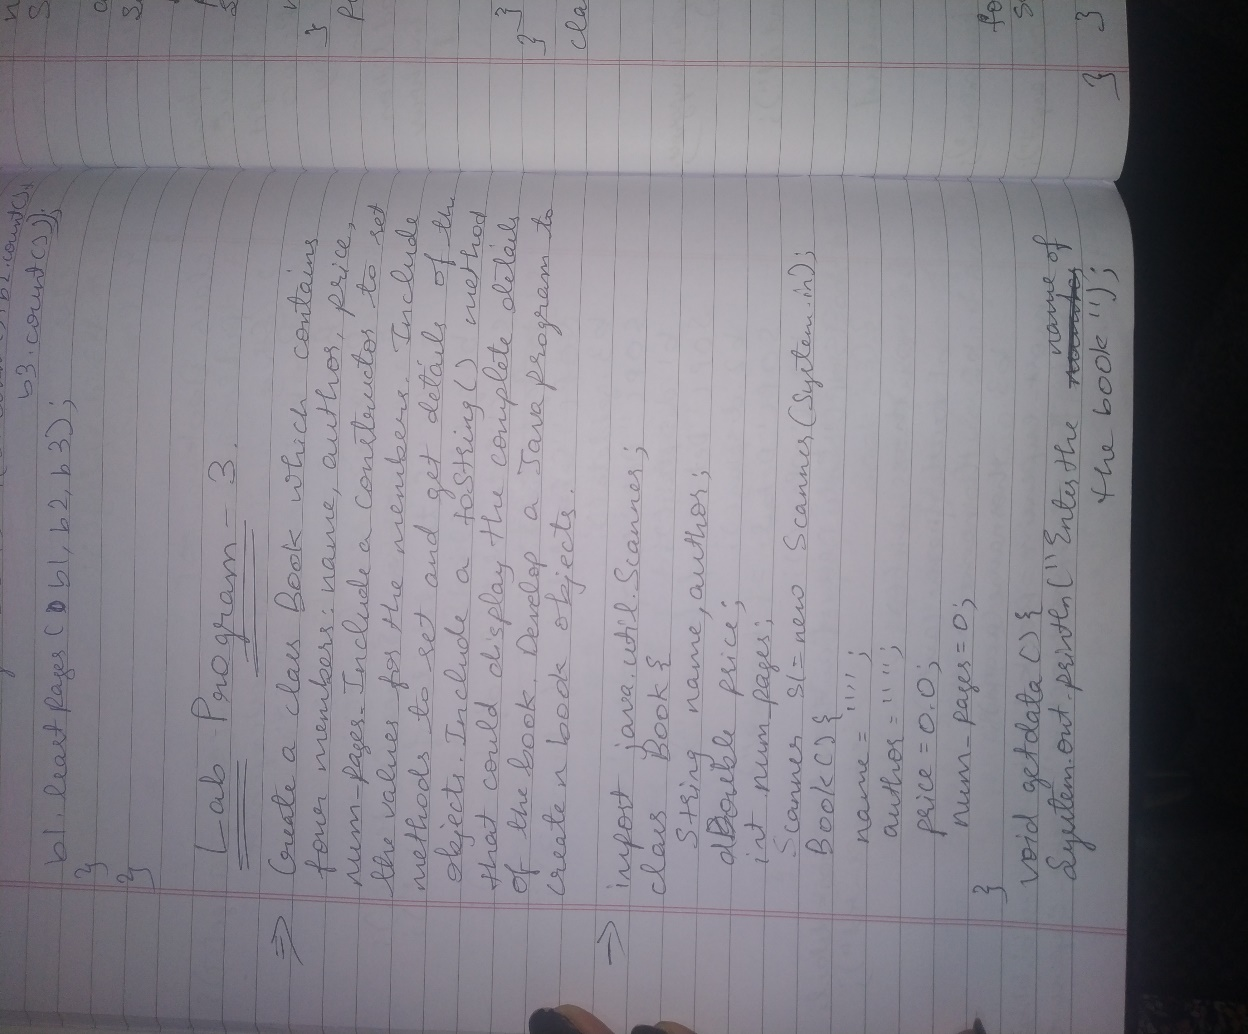 b3.count());
b1.leastpages(b1, b2, b3);
}
}
Lab Program - 3.
=> Create a class Book which contains
four members: name, author, price,
num-pages. Include a constructor to set
the values for the members. Include
methods to set and get details of the
objects. Include a toString() method
that could display the complete details
of the book. Develop a Java program to
create n book objects.
→ import java.util.Scanner;
class Book {
String name, author;
double price;
int num_pages;
Scanner s1 = new Scanner(System.in);
Book() {
name = "";
author = "";
price = 0.0;
num_pages = 0;
}
void getdata() {
System.out.println("Enter the name of
the book");
}
}
}
cla
}
}